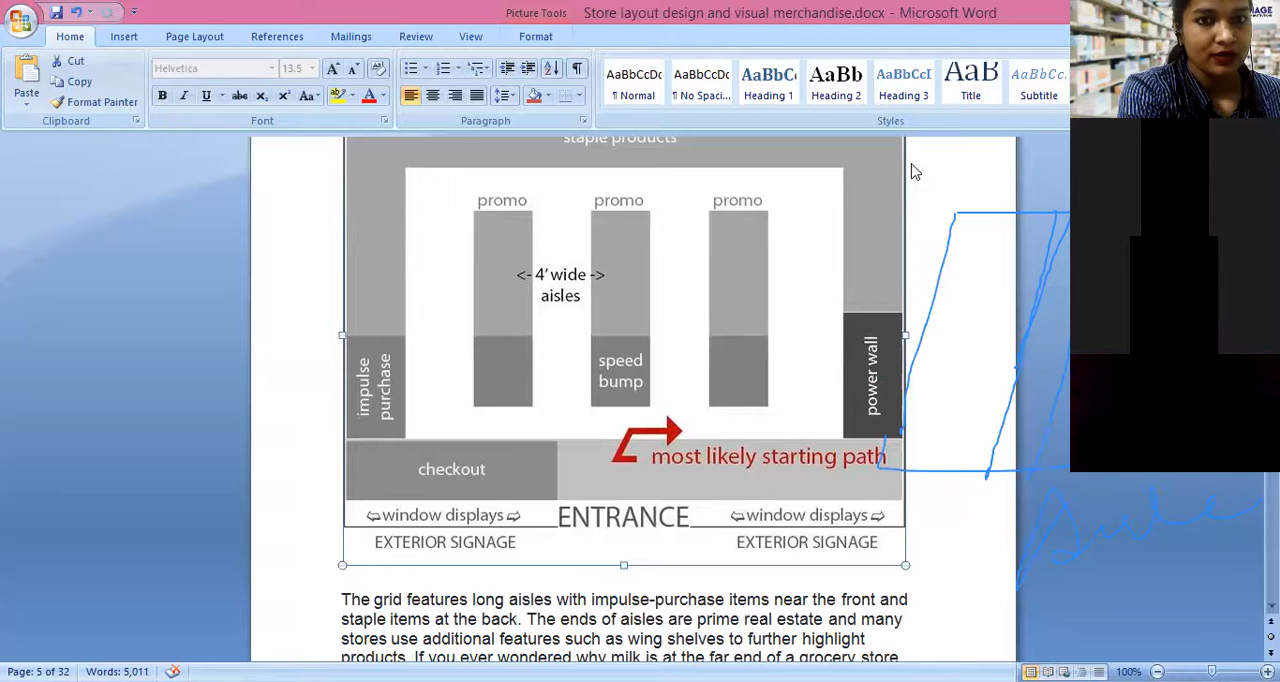 Picture Tools
Store layout design and visual merchandise.docx - Microsoft Word
Home Insert Page Layout References Mailings Review View Format
Paste
Cut
Copy
Format Painter
Clipboard
Helvetica 13.5
Font
Paragraph
AaBbCcDc AaBbCcDc AaBbC AaBb AaBbCcI AaB AaBbCcL
¶ Normal ¶ No Spaci... Heading 1 Heading 2 Heading 3 Title Subtitle
Styles
staple products
promo promo promo
<- 4' wide ->
aisles
speed
bump
impulse
purchase
power wall
most likely starting path
checkout
window displays ENTRANCE window displays
EXTERIOR SIGNAGE EXTERIOR SIGNAGE
The grid features long aisles with impulse-purchase items near the front and
staple items at the back. The ends of aisles are prime real estate and many
stores use additional features such as wing shelves to further highlight
products. If you ever wondered why milk is at the far end of a grocery store
Page: 5 of 32 Words: 5,011 100%